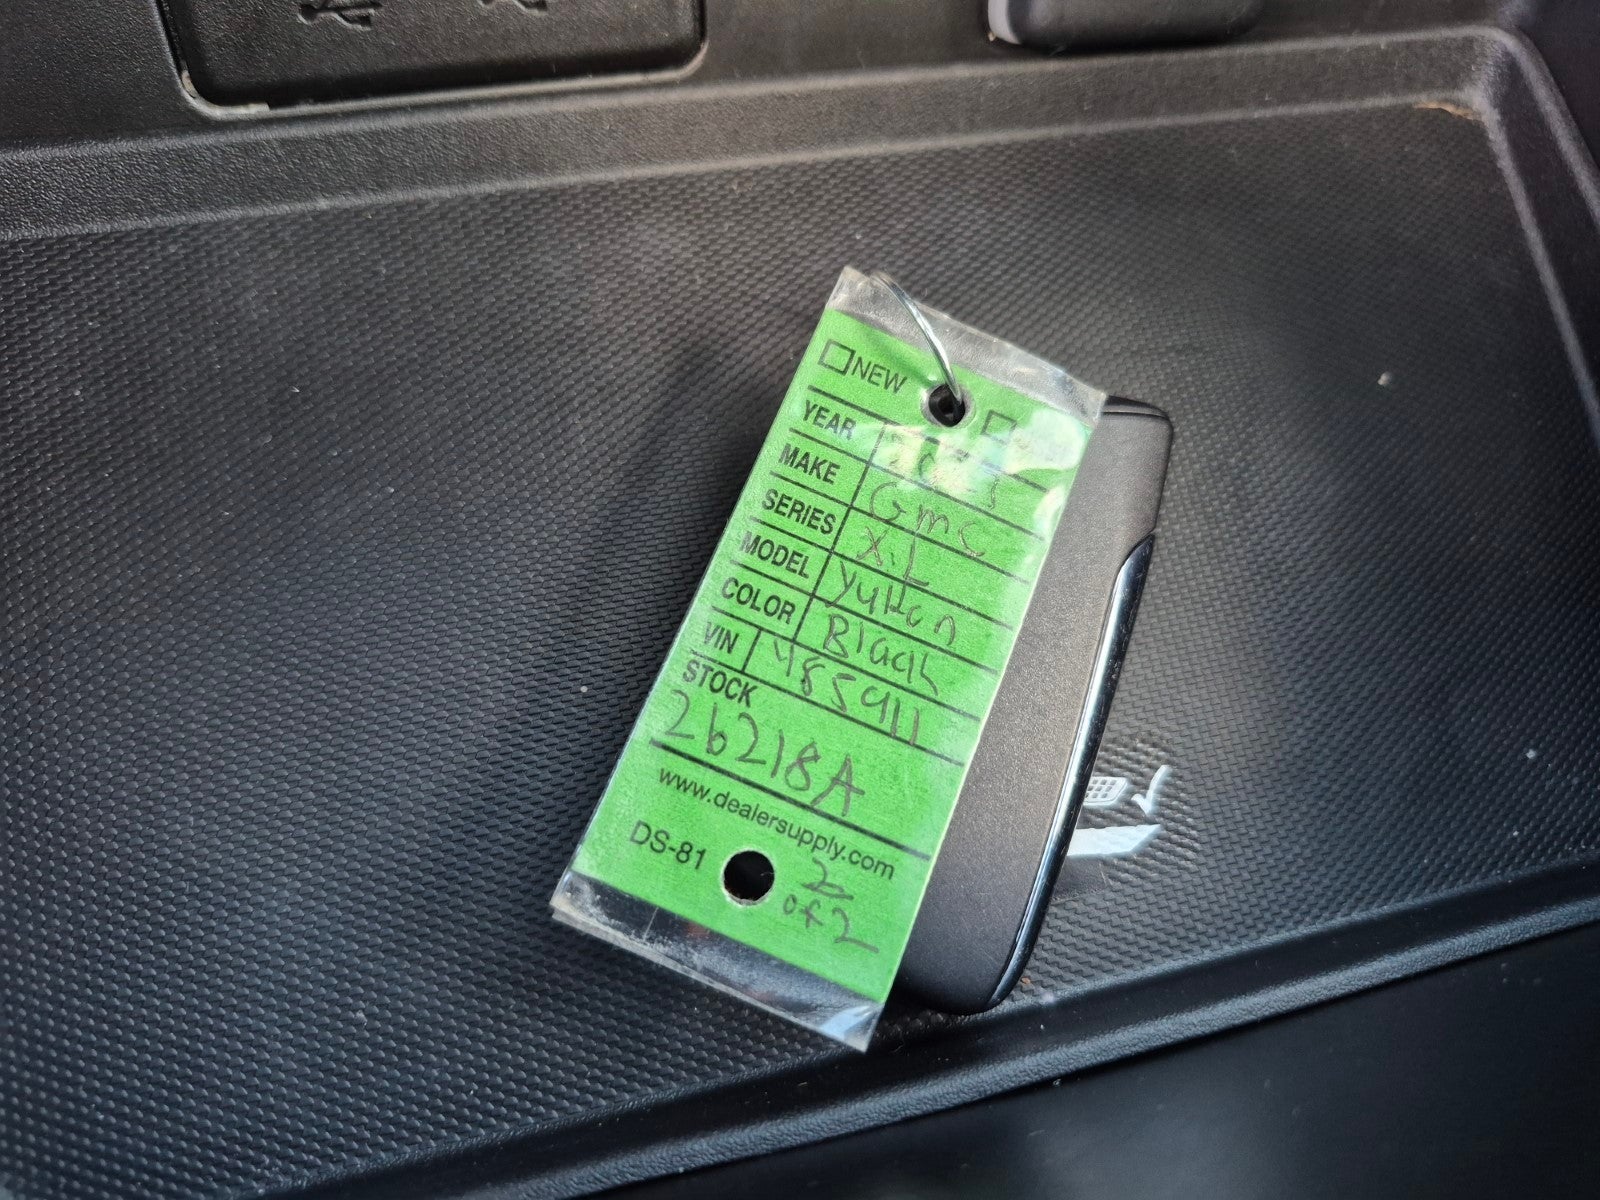 NEW
YEAR
MAKE Gmc
SERIES XL
MODEL Yukon
COLOR Black
VIN 485911
STOCK
26218A
www.dealersupply.com
DS-81
2
of 2